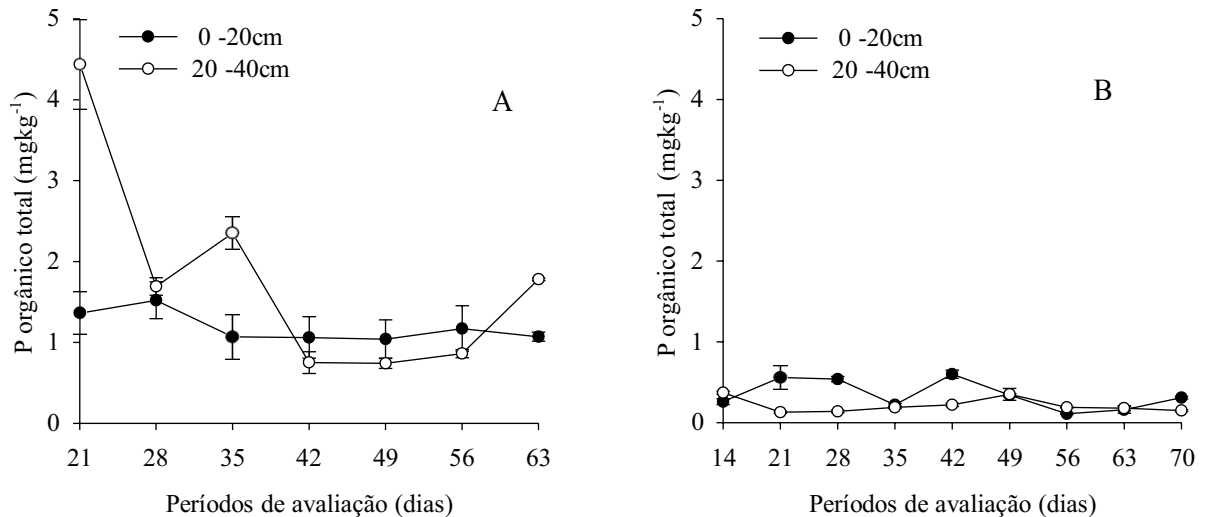 P orgânico total (mgkg⁻¹)
5
4
3
2
1
0
0 -20cm
20 -40cm
A
21 28 35 42 49 56 63
Períodos de avaliação (dias)
P orgânico total (mgkg⁻¹)
5
4
3
2
1
0
0 -20cm
20 -40cm
B
14 21 28 35 42 49 56 63 70
Períodos de avaliação (dias)